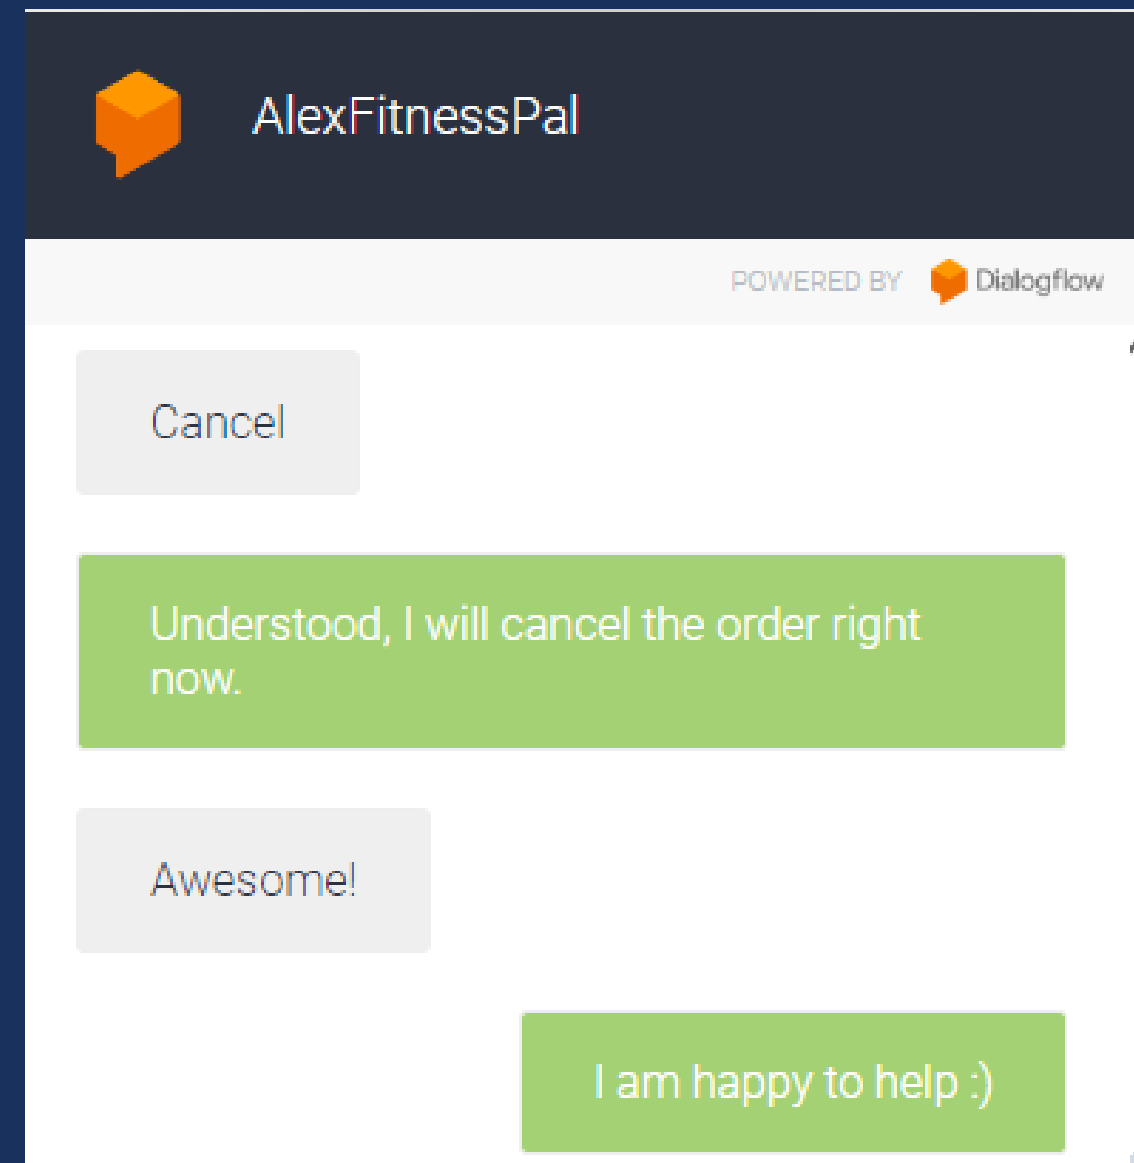 AlexFitnessPal
POWERED BY Dialogflow
Cancel
Understood, I will cancel the order right
now.
Awesome!
I am happy to help :)